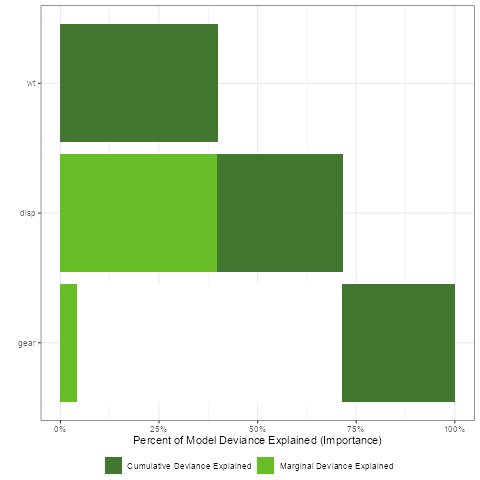 wt
disp
gear
0% 25% 50% 75% 100%
Percent of Model Deviance Explained (Importance)
Cumulative Deviance Explained Marginal Deviance Explained